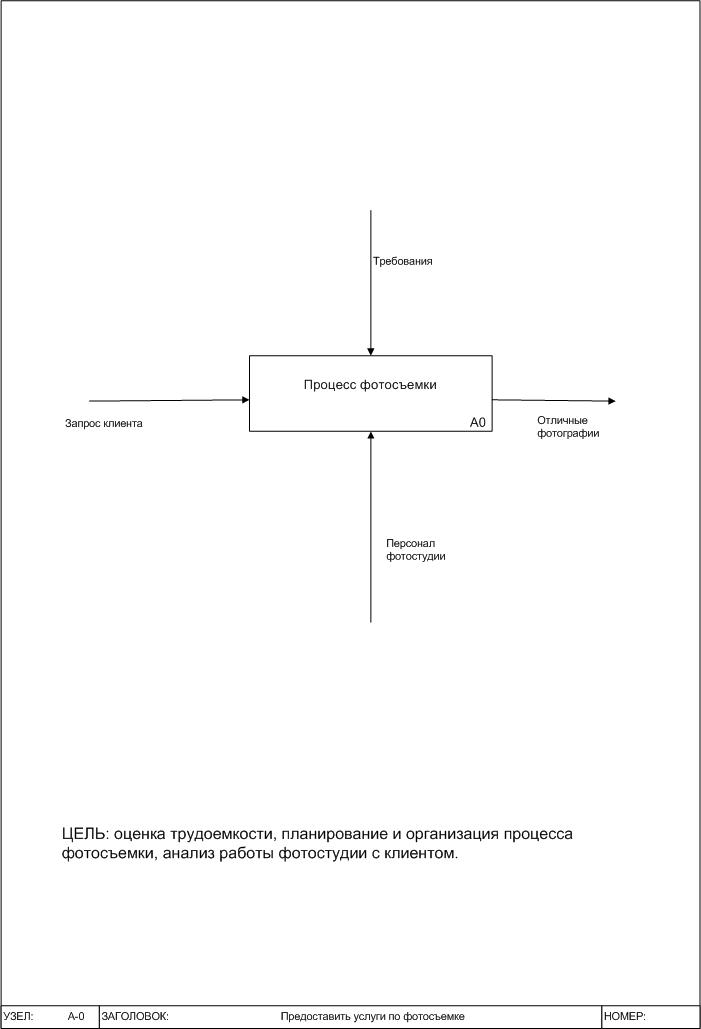 Требования
Процесс фотосъемки
А0
Запрос клиента
Отличные
фотографии
Персонал
фотостудии
ЦЕЛЬ: оценка трудоемкости, планирование и организация процесса
фотосъемки, анализ работы фотостудии с клиентом.
УЗЕЛ: А-0 ЗАГОЛОВОК: Предоставить услуги по фотосъемке НОМЕР: